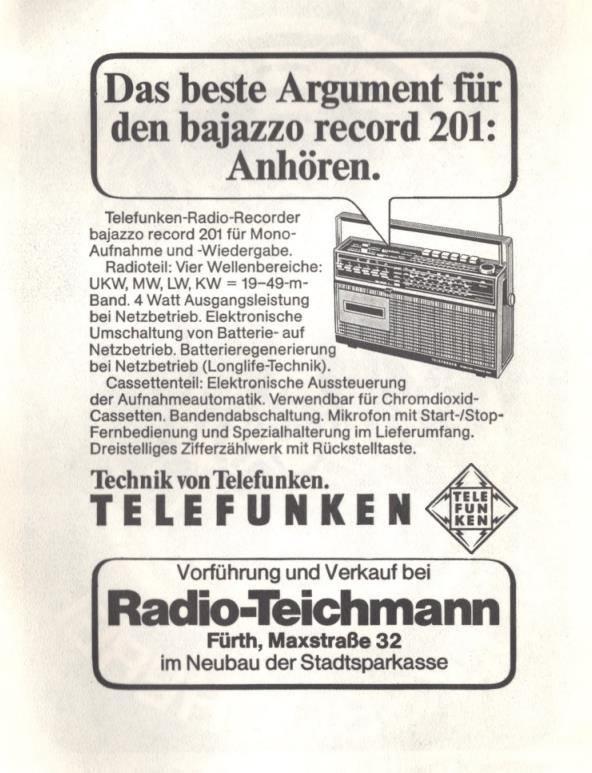 Das beste Argument für
den bajazzo record 201:
Anhören.
Telefunken-Radio-Recorder
bajazzo record 201 für Mono-
Aufnahme und -Wiedergabe.
Radioteil: Vier Wellenbereiche:
UKW, MW, LW, KW = 19–49-m-
Band. 4 Watt Ausgangsleistung
bei Netzbetrieb. Elektronische
Umschaltung von Batterie- auf
Netzbetrieb. Batterieregenerierung
bei Netzbetrieb (Longlife-Technik).
Cassettenteil: Elektronische Aussteuerung
der Aufnahmeautomatik. Verwendbar für Chromdioxid-
Cassetten. Bandendabschaltung. Mikrofon mit Start-/Stop-
Fernbedienung und Spezialhalterung im Lieferumfang.
Dreistelliges Zifferzählwerk mit Rückstelltaste.
Technik von Telefunken.
TELEFUNKEN
TELE
FUN
KEN
Vorführung und Verkauf bei
Radio-Teichmann
Fürth, Maxstraße 32
im Neubau der Stadtsparkasse